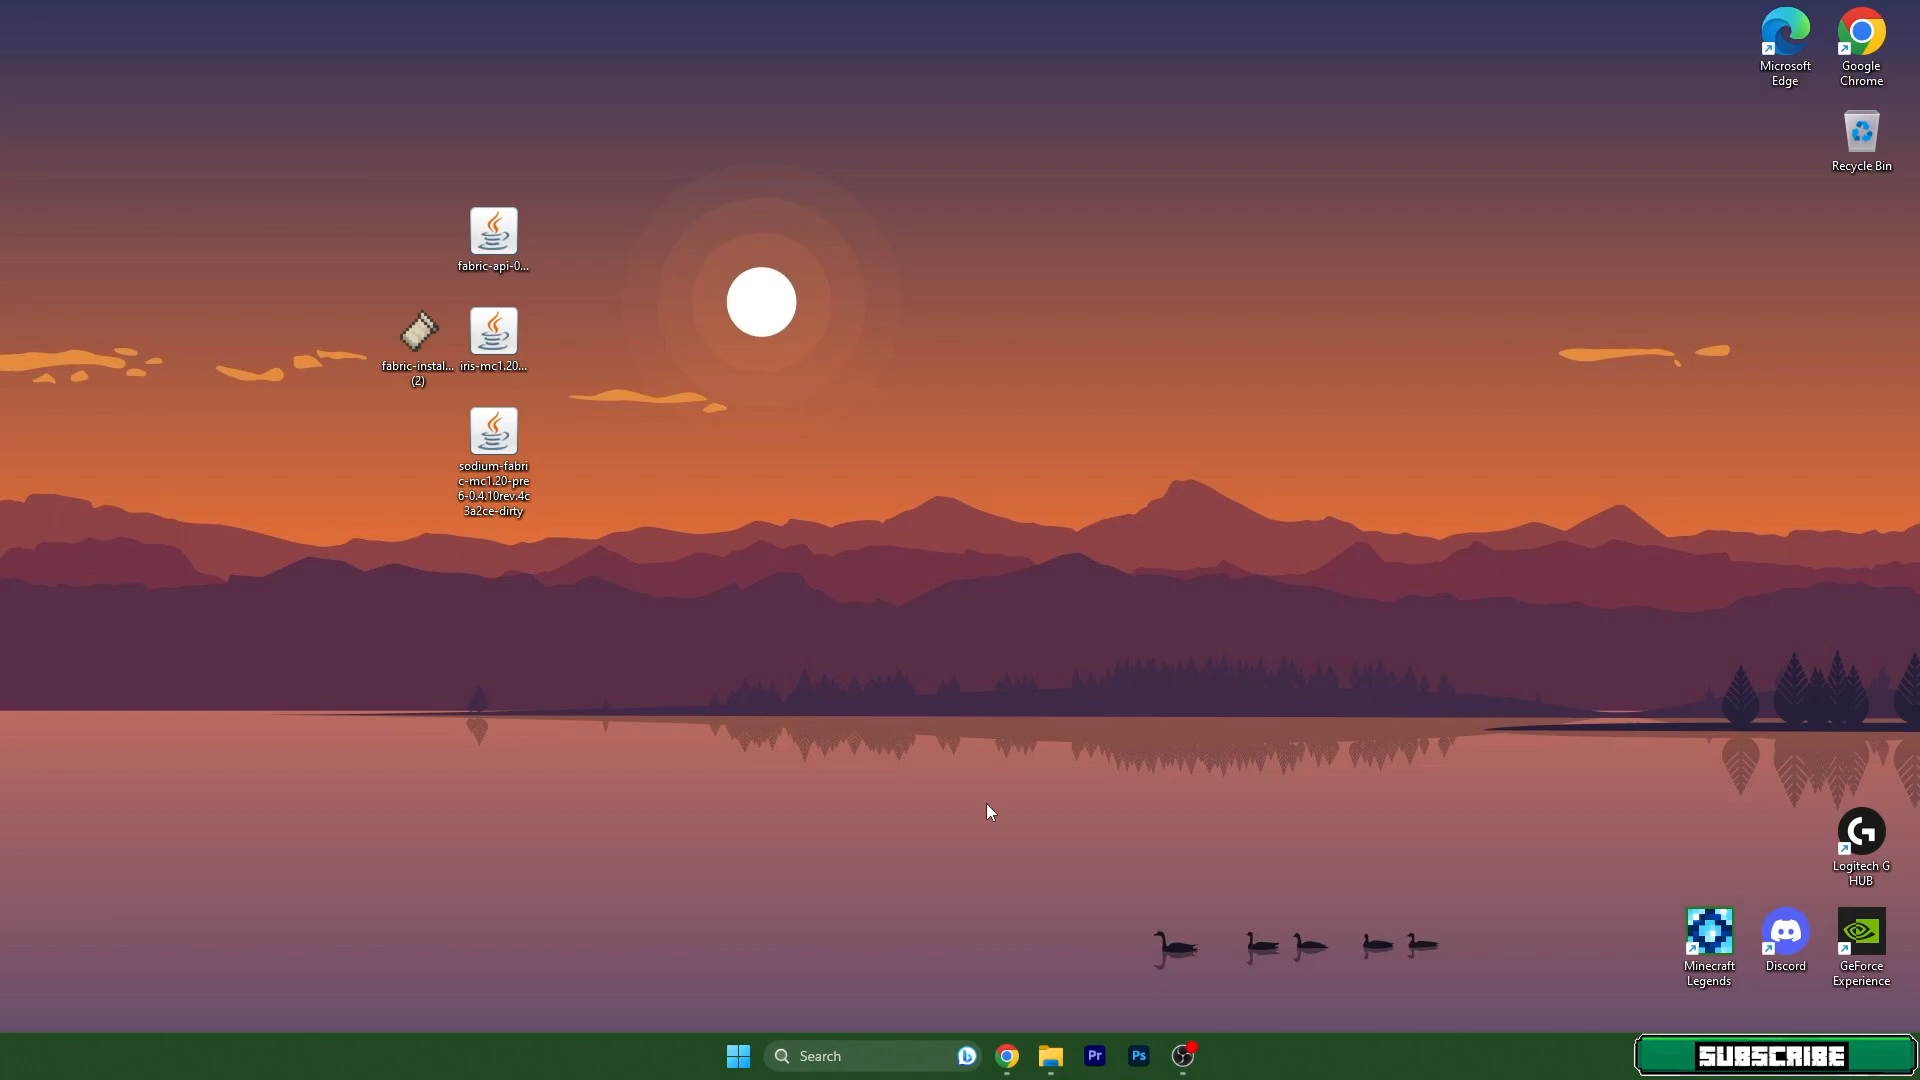 Microsoft
Edge
Google
Chrome
Recycle Bin
fabric-api-0...
fabric-instal...
(2)
iris-mc1.20...
sodium-fabri
c-mc1.20-pre
6-0.4.10rev.4c
3a2ce-dirty
Logitech G
HUB
Minecraft
Legends
Discord
GeForce
Experience
Search
Pr
Ps
SUBSCRIBE